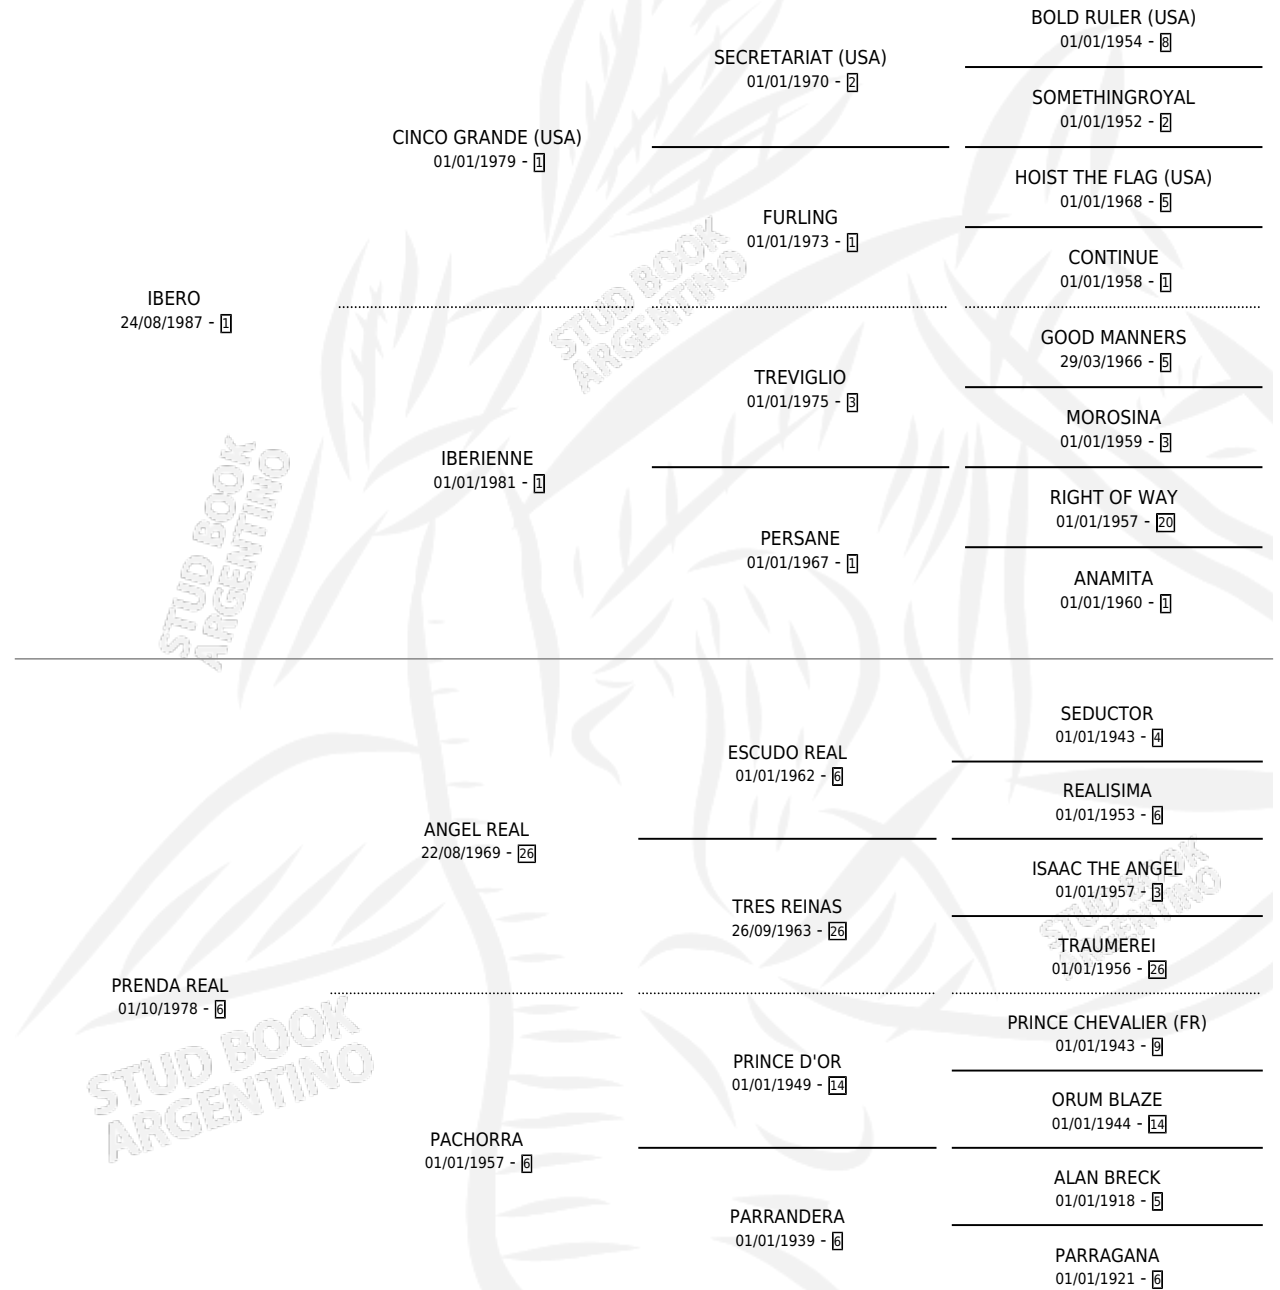 BOLD RULER (USA)
01/01/1954 - 8
SECRETARIAT (USA)
01/01/1970 - 2
SOMETHINGROYAL
01/01/1952 - 2
CINCO GRANDE (USA)
01/01/1979 - 1
HOIST THE FLAG (USA)
01/01/1968 - 5
FURLING
01/01/1973 - 1
CONTINUE
01/01/1958 - 1
IBERO
24/08/1987 - 1
STUD BOOK
ARGENTINO
GOOD MANNERS
29/03/1966 - 5
TREVIGLIO
01/01/1975 - 3
MOROSINA
01/01/1959 - 3
IBERIENNE
01/01/1981 - 1
RIGHT OF WAY
01/01/1957 - 20
PERSANE
01/01/1967 - 1
ANAMITA
01/01/1960 - 1
STUD BOOK
ARGENTINO
SEDUCTOR
01/01/1943 - 4
ESCUDO REAL
01/01/1962 - 6
REALISIMA
01/01/1953 - 6
ANGEL REAL
22/08/1969 - 26
ISAAC THE ANGEL
01/01/1957 - 3
TRES REINAS
26/09/1963 - 26
STUD BOOK
ARGENTINO
TRAUMEREI
01/01/1956 - 26
PRENDA REAL
01/10/1978 - 6
PRINCE CHEVALIER (FR)
01/01/1943 - 9
PRINCE D'OR
01/01/1949 - 14
ORUM BLAZE
01/01/1944 - 14
STUD BOOK
ARGENTINO
PACHORRA
01/01/1957 - 6
ALAN BRECK
01/01/1918 - 5
PARRANDERA
01/01/1939 - 6
PARRAGANA
01/01/1921 - 6